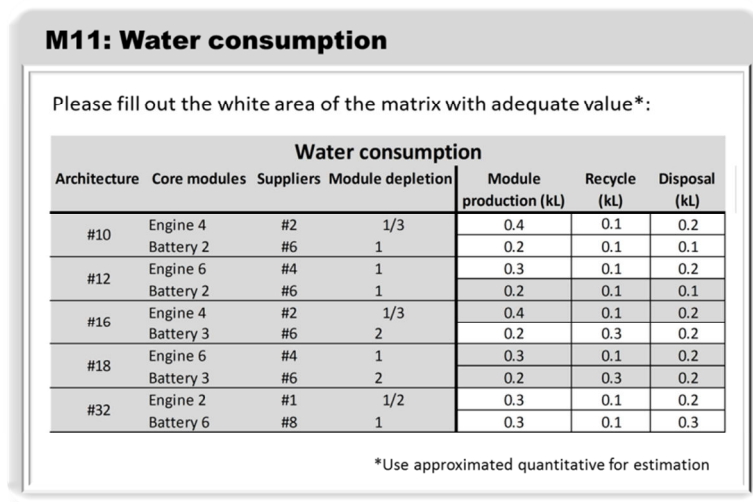 M11: Water consumption
Please fill out the white area of the matrix with adequate value*:
Water consumption
Architecture Core modules Suppliers Module depletion Module production (kL) Recycle (kL) Disposal (kL)
#10 Engine 4 #2 1/3 0.4 0.1 0.2
Battery 2 #6 1 0.2 0.1 0.1
#12 Engine 6 #4 1 0.3 0.1 0.2
Battery 2 #6 1 0.2 0.1 0.1
#16 Engine 4 #2 1/3 0.4 0.1 0.2
Battery 3 #6 2 0.2 0.3 0.2
#18 Engine 6 #4 1 0.3 0.1 0.2
Battery 3 #6 2 0.2 0.3 0.2
#32 Engine 2 #1 1/2 0.3 0.1 0.2
Battery 6 #8 1 0.3 0.1 0.3
*Use approximated quantitative for estimation